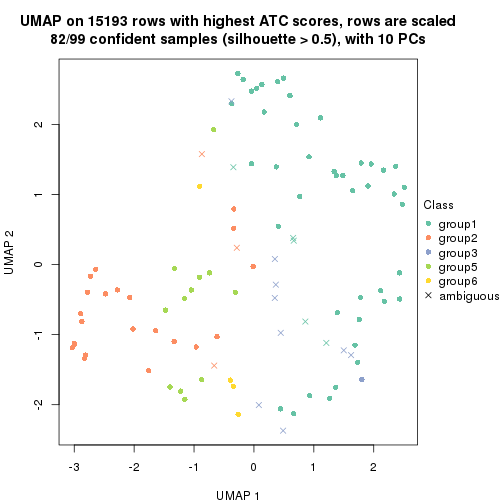 UMAP on 15193 rows with highest ATC scores, rows are scaled
82/99 confident samples (silhouette > 0.5), with 10 PCs
UMAP 2
2
1
0
-1
-2
-3
-2
-1
0
1
2
UMAP 1
Class
group1
group2
group3
group5
group6
ambiguous